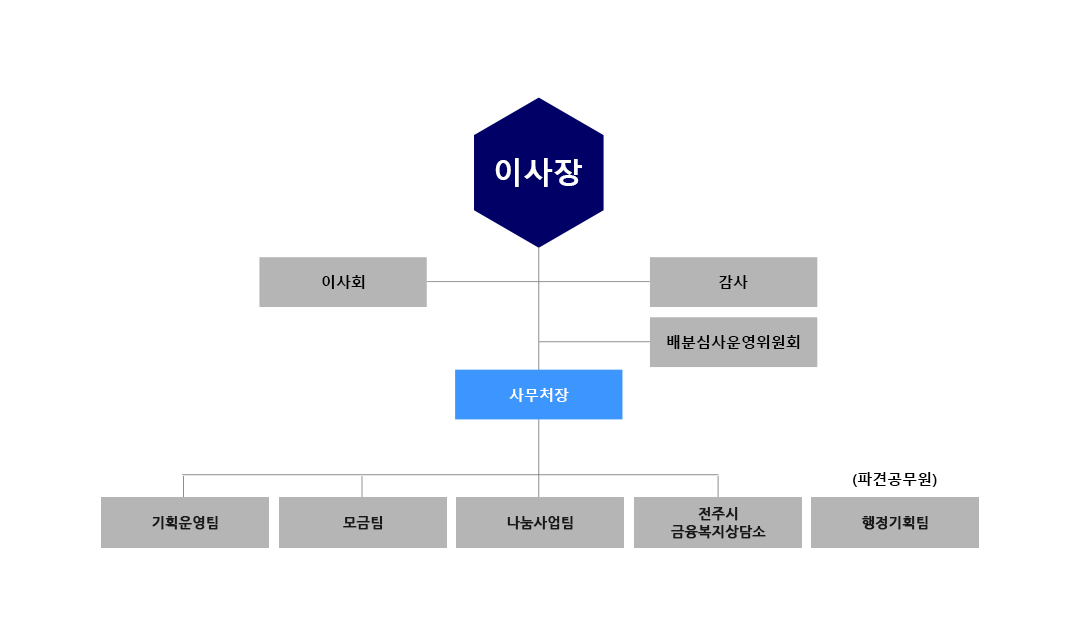 이사장
이사회
감사
배분심사운영위원회
사무처장
(파견공무원)
기획운영팀
모금팀
나눔사업팀
전주시
금융복지상담소
행정기획팀